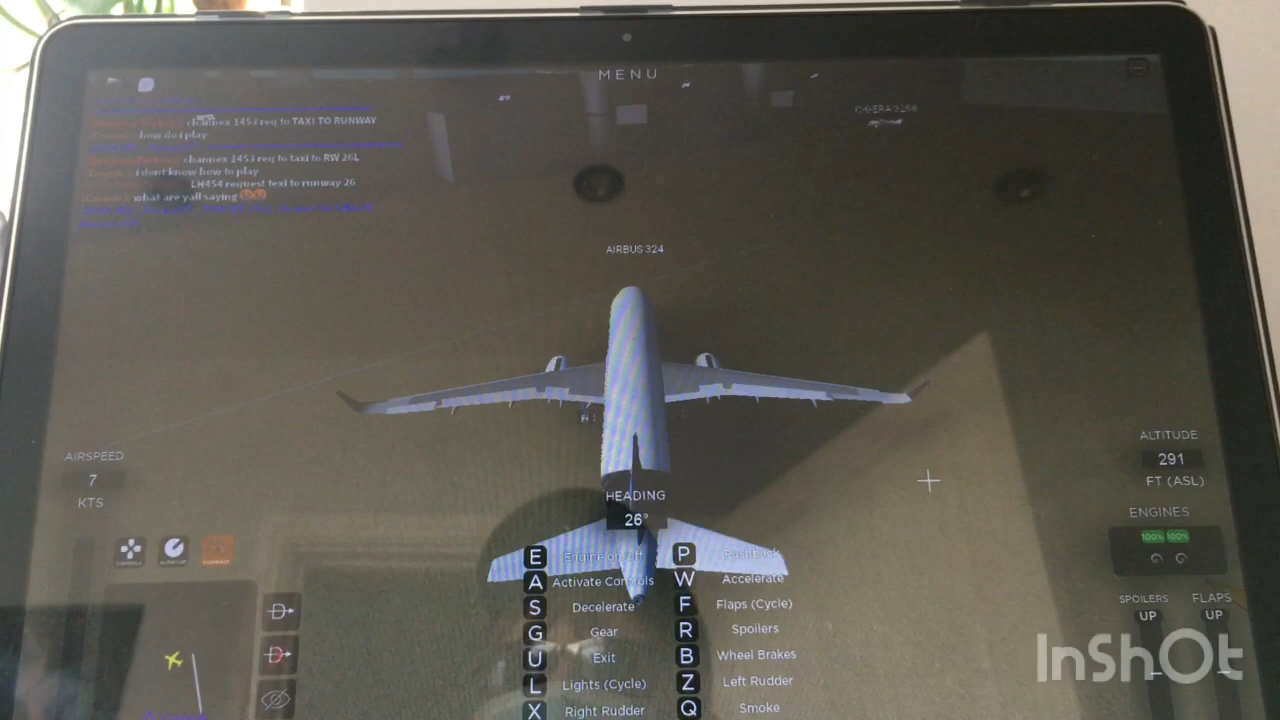 MENU
channex 1453 req to TAXI TO RUNWAY
how do i play
channex 1453 req to taxi to RW 26L
i dont know how to play
LH454 request texi to runway 26
what are yall saying
AIRBUS 324
AIRSPEED
7
KTS
ALTITUDE
291
FT (ASL)
ENGINES
100% 100%
SPOILERS FLAPS
UP UP
HEADING
26°
E Engine on/off P Pushback
A Activate Controls W Accelerate
S Decelerate F Flaps (Cycle)
G Gear R Spoilers
U Exit B Wheel Brakes
L Lights (Cycle) Z Left Rudder
X Right Rudder Q Smoke
InShOt